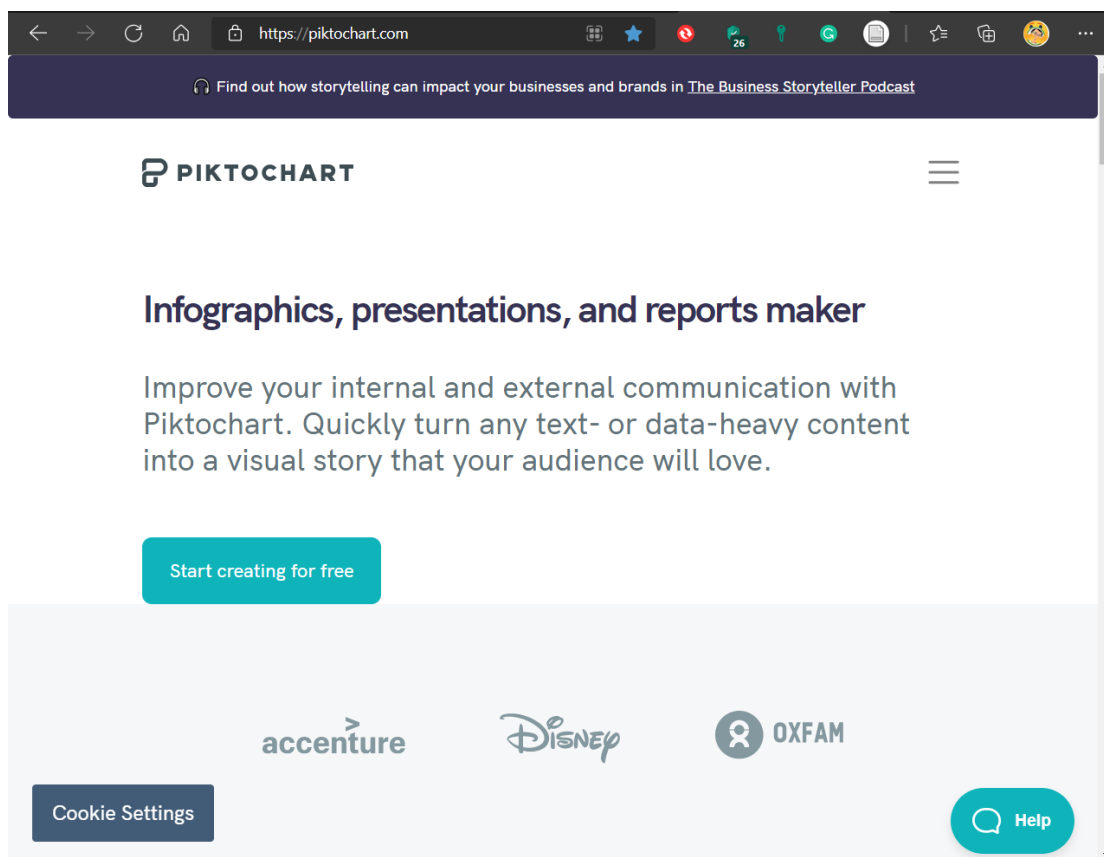 https://piktochart.com
26
Find out how storytelling can impact your businesses and brands in The Business Storyteller Podcast
PIKTOCHART
Infographics, presentations, and reports maker
Improve your internal and external communication with
Piktochart. Quickly turn any text- or data-heavy content
into a visual story that your audience will love.
Start creating for free
accenture
Disney
OXFAM
Cookie Settings
Help